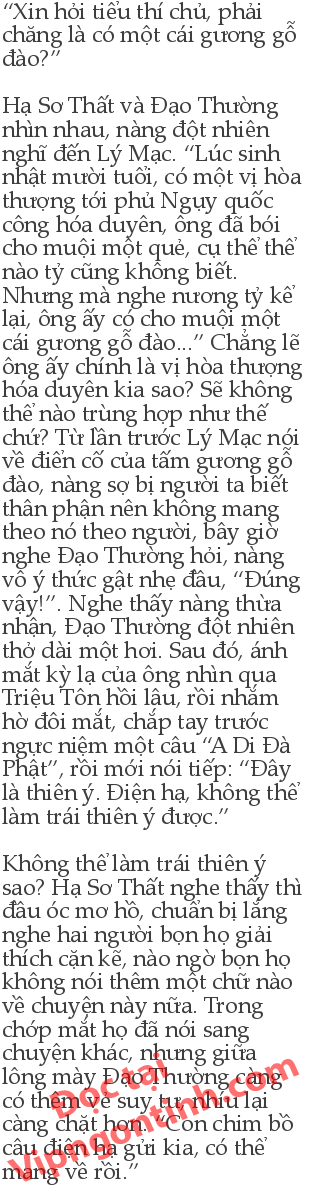 “Xin hỏi tiểu thí chủ, phải
chăng là có một cái gương gỗ
đào?”
Hạ Sơ Thất và Đạo Thường
nhìn nhau, nàng đột nhiên
nghĩ đến Lý Mạc. “Lúc sinh
nhật mười tuổi, có một vị hòa
thượng tới phủ Ngụy quốc
công hóa duyên, ông đã bói
cho muội một quẻ, cụ thể thế
nào tỷ cũng không biết.
Nhưng mà nghe nương tỷ kể
lại, ông ấy có cho muội một
cái gương gỗ đào...” Chẳng lẽ
ông ấy chính là vị hòa thượng
hóa duyên kia sao? Sẽ không
thể nào trùng hợp như thế
chứ? Từ lần trước Lý Mạc nói
về điển cố của tấm gương gỗ
đào, nàng sợ bị người ta biết
thân phận nên không mang
theo nó theo người, bây giờ
nghe Đạo Thường hỏi, nàng
vô ý thức gật nhẹ đầu, “Đúng
vậy!”. Nghe thấy nàng thừa
nhận, Đạo Thường đột nhiên
thở dài một hơi. Sau đó, ánh
mắt kỳ lạ của ông nhìn qua
Triệu Tôn hồi lâu, rồi nhắm
hờ đôi mắt, chắp tay trước
ngực niệm một câu “A Di Đà
Phật”, rồi mới nói tiếp: “Đây
là thiên ý. Điện hạ, không thể
làm trái thiên ý được.”
Không thể làm trái thiên ý
sao? Hạ Sơ Thất nghe thấy thì
đầu óc mơ hồ, chuẩn bị lắng
nghe hai người bọn họ giải
thích cặn kẽ, nào ngờ bọn họ
không nói thêm một chữ nào
về chuyện này nữa. Trong
chớp mắt họ đã nói sang
chuyện khác, nhưng giữa
lông mày Đạo Thường càng
có thêm vẻ suy tư, nhíu lại
càng chặt hơn. “Con chim bồ
câu điện hạ gửi kia, có thể
mang về rồi.”
Đọc tại
Vipngontinh.com